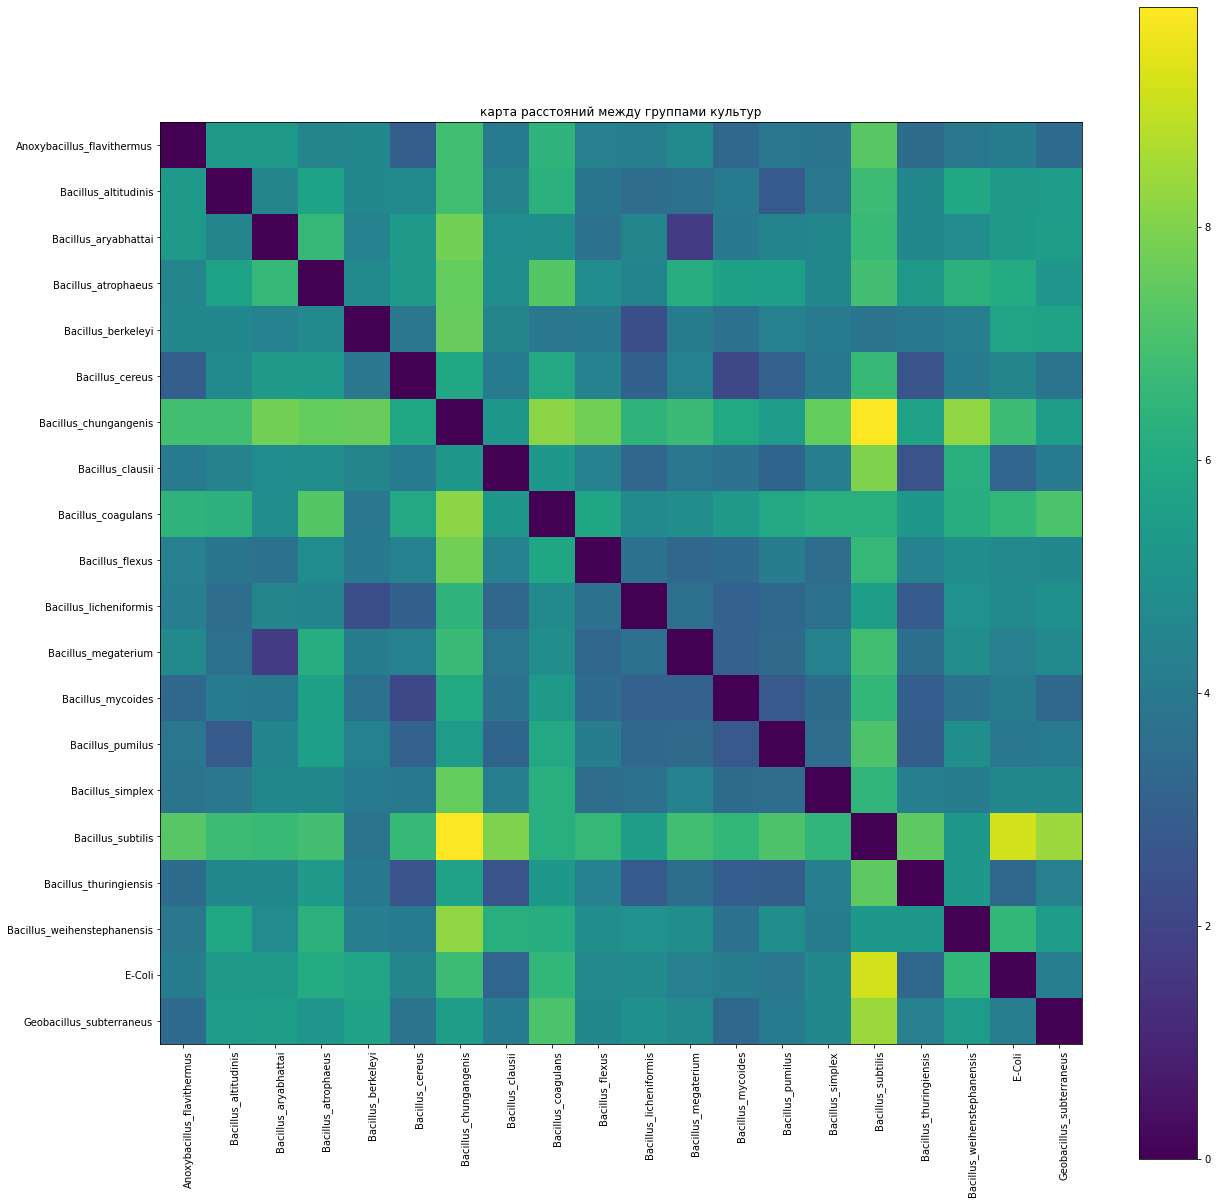 карта расстояний между группами культур
Anoxybacillus_flavithermus
Bacillus_altitudinis
Bacillus_aryabhattai
Bacillus_atrophaeus
Bacillus_berkeleyi
Bacillus_cereus
Bacillus_chungangenis
Bacillus_clausii
Bacillus_coagulans
Bacillus_flexus
Bacillus_licheniformis
Bacillus_megaterium
Bacillus_mycoides
Bacillus_pumilus
Bacillus_simplex
Bacillus_subtilis
Bacillus_thuringiensis
Bacillus_weihenstephanensis
E-Coli
Geobacillus_subterraneus
Anoxybacillus_flavithermus
Bacillus_altitudinis
Bacillus_aryabhattai
Bacillus_atrophaeus
Bacillus_berkeleyi
Bacillus_cereus
Bacillus_chungangenis
Bacillus_clausii
Bacillus_coagulans
Bacillus_flexus
Bacillus_licheniformis
Bacillus_megaterium
Bacillus_mycoides
Bacillus_pumilus
Bacillus_simplex
Bacillus_subtilis
Bacillus_thuringiensis
Bacillus_weihenstephanensis
E-Coli
Geobacillus_subterraneus
8
6
4
2
0